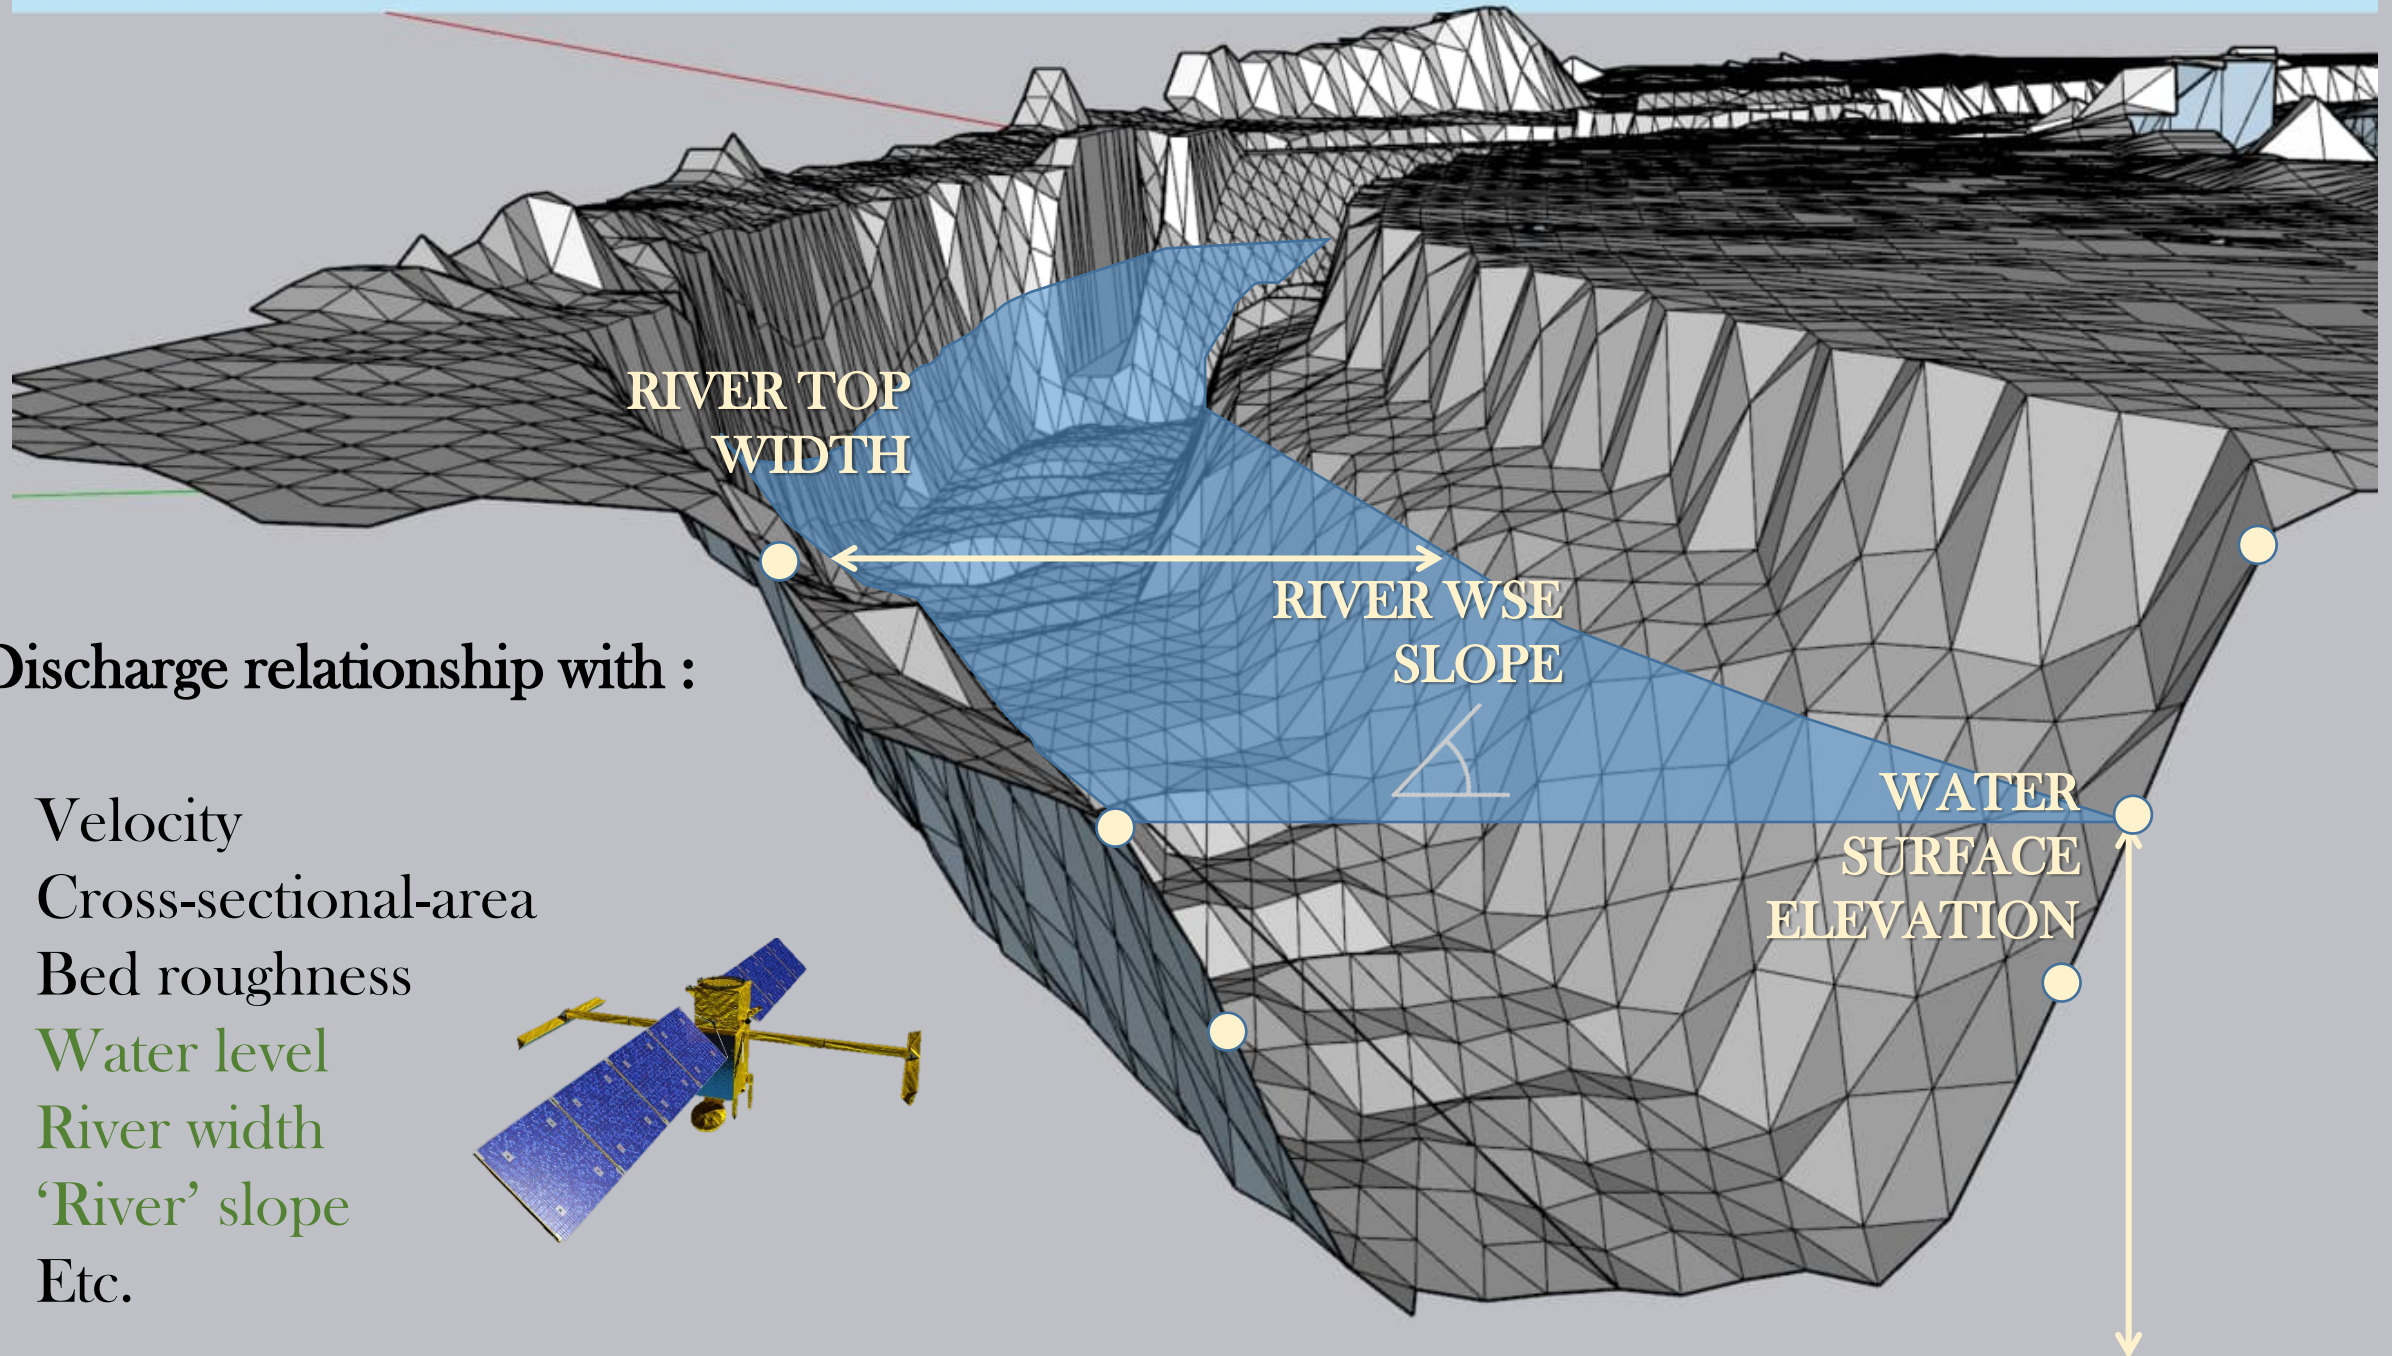 RIVER TOP
WIDTH
RIVER WSE
SLOPE
WATER
SURFACE
ELEVATION
Discharge relationship with :
Velocity
Cross-sectional-area
Bed roughness
Water level
River width
‘River’ slope
Etc.